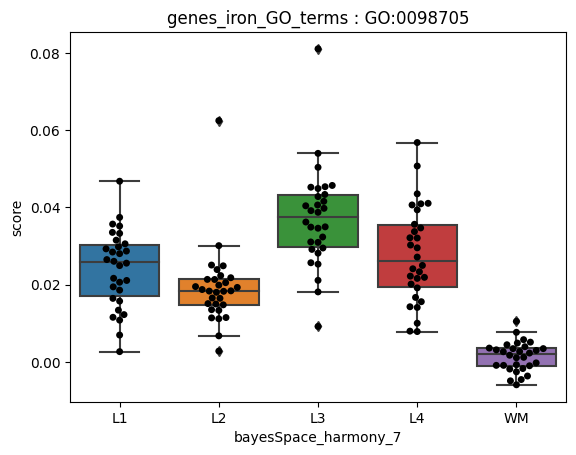 genes_iron_GO_terms : GO:0098705
0.08
0.06
0.04
0.02
0.00
score
L1 L2 L3 L4 WM
bayesSpace_harmony_7